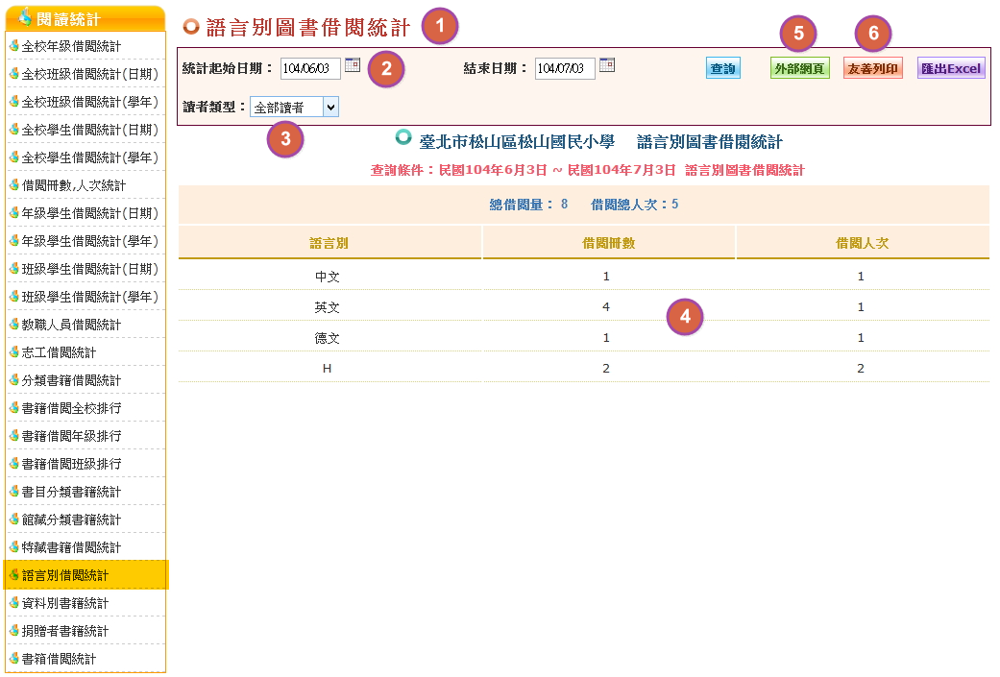 閱讀統計
全校年級借閱統計
全校班級借閱統計(日期)
全校班級借閱統計(學年)
全校學生借閱統計(日期)
全校學生借閱統計(學年)
借閱冊數,人次統計
年級學生借閱統計(日期)
年級學生借閱統計(學年)
班級學生借閱統計(日期)
班級學生借閱統計(學年)
教職人員借閱統計
志工借閱統計
分類書籍借閱統計
書籍借閱全校排行
書籍借閱年級排行
書籍借閱班級排行
書目分類書籍統計
館藏分類書籍統計
特藏書籍借閱統計
語言別借閱統計
資料別書籍統計
捐贈者書籍統計
書箱借閱統計
語言別圖書借閱統計 1
5 6
統計起始日期： 104/06/03 2 結束日期： 104/07/03 查詢 外部網頁 友善列印 匯出Excel
讀者類型： 全部讀者
3
臺北市松山區松山國民小學 語言別圖書借閱統計
查詢條件：民國104年6月3日 ~ 民國104年7月3日 語言別圖書借閱統計
總借閱量： 8 借閱總人次：5
語言別 借閱冊數 借閱人次
中文 1 1
英文 4 1
4
德文 1 1
H 2 2